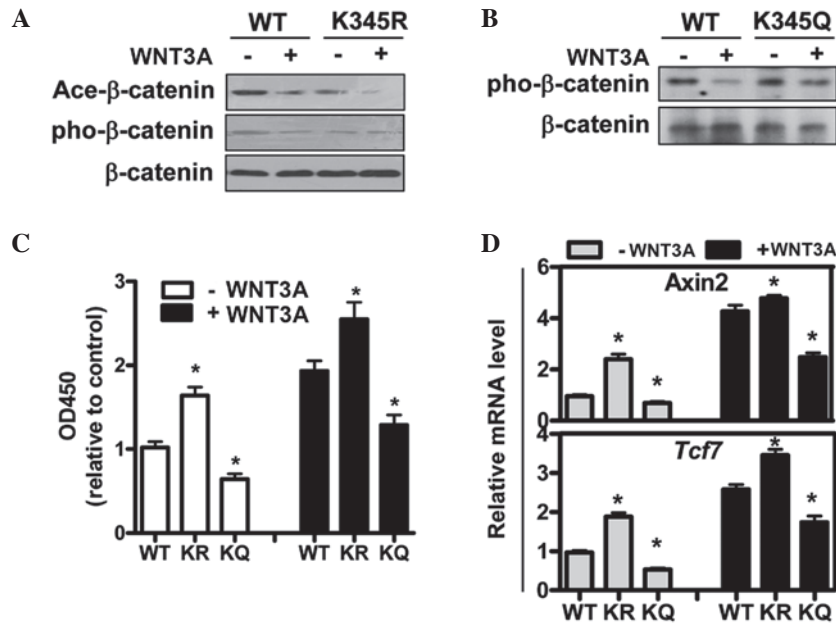 A
WT K345R
WNT3A - + - +
Ace-β-catenin
pho-β-catenin
β-catenin
B
WT K345Q
WNT3A - + - +
pho-β-catenin
β-catenin
C
OD450
(relative to control)
3
2
1
0
- WNT3A
+ WNT3A
* * * *
WT KR KQ WT KR KQ
D
- WNT3A + WNT3A
Relative mRNA level
6
4
2
0
Axin2
* * * *
4
3
2
1
0
Tcf7
* * * *
WT KR KQ WT KR KQ